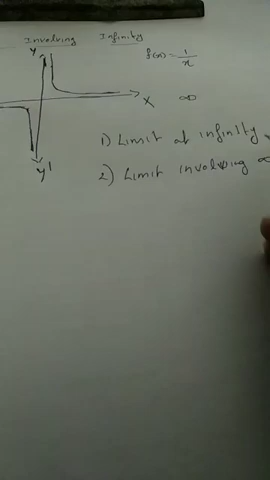 Involving Infinity
y
f(x) = 1/x
X
∞
1) Limit at infinity
y'
2) Limit involving ∞